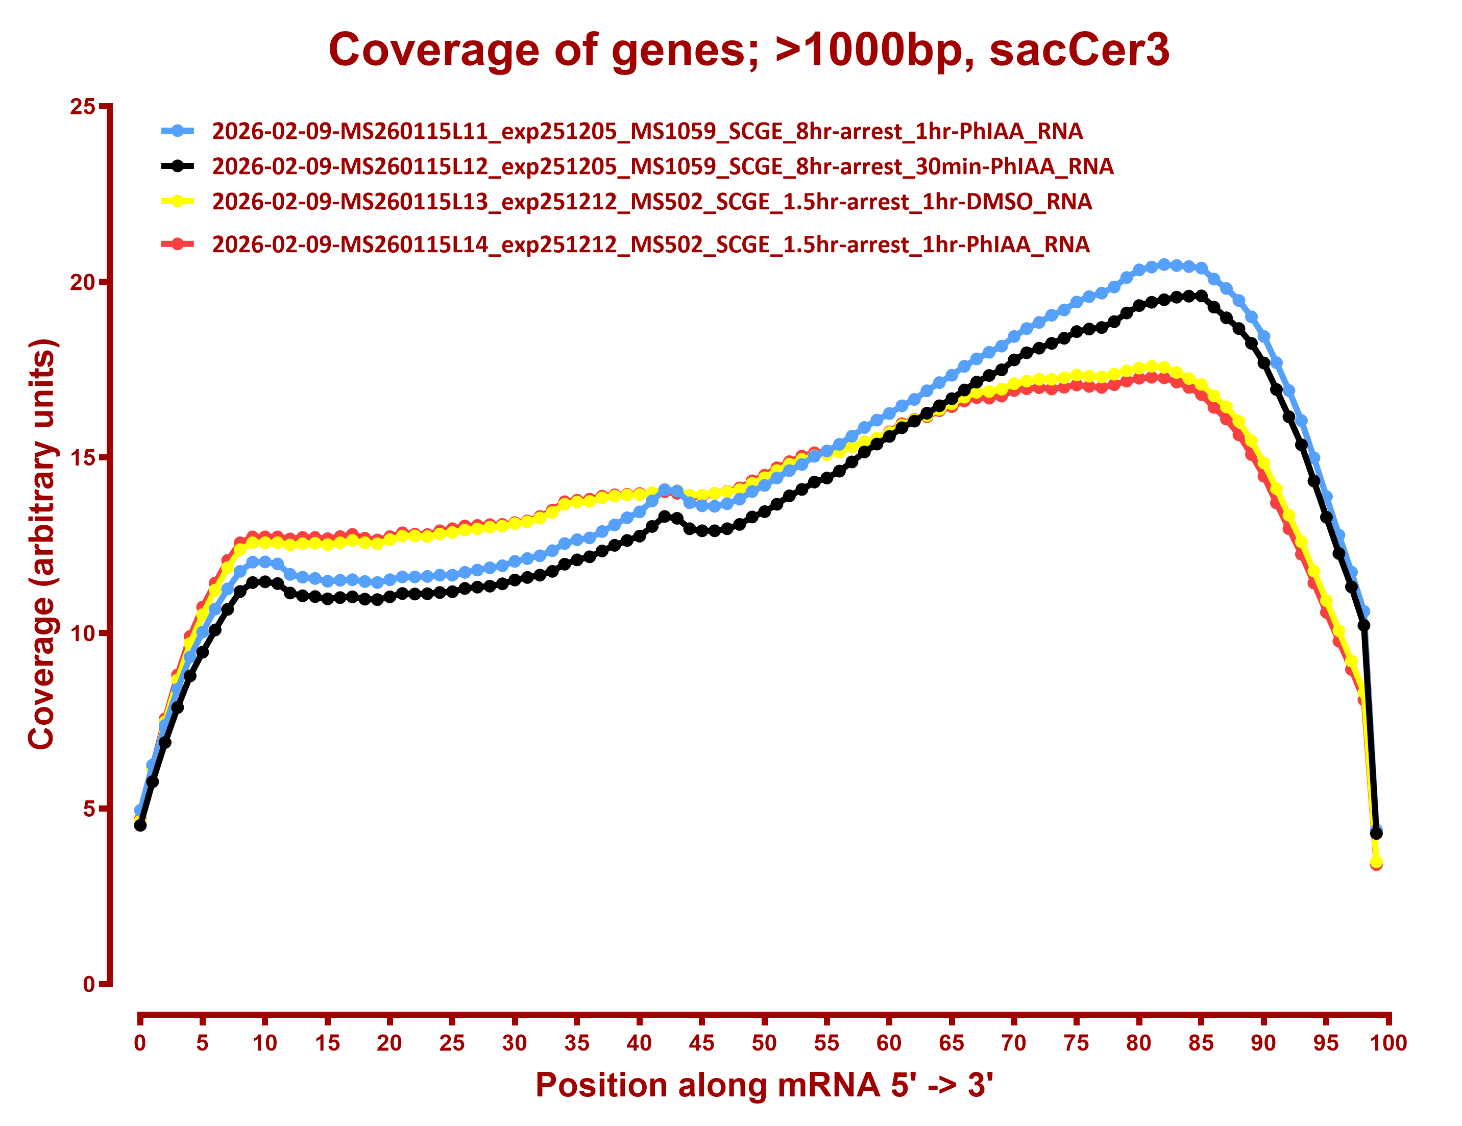 Coverage of genes; >1000bp, sacCer3
25
2026-02-09-MS260115L11_exp251205_MS1059_SCGE_8hr-arrest_1hr-PhIAA_RNA
2026-02-09-MS260115L12_exp251205_MS1059_SCGE_8hr-arrest_30min-PhIAA_RNA
2026-02-09-MS260115L13_exp251212_MS502_SCGE_1.5hr-arrest_1hr-DMSO_RNA
2026-02-09-MS260115L14_exp251212_MS502_SCGE_1.5hr-arrest_1hr-PhIAA_RNA
20
15
10
5
0
Coverage (arbitrary units)
0 5 10 15 20 25 30 35 40 45 50 55 60 65 70 75 80 85 90 95 100
Position along mRNA 5' -> 3'